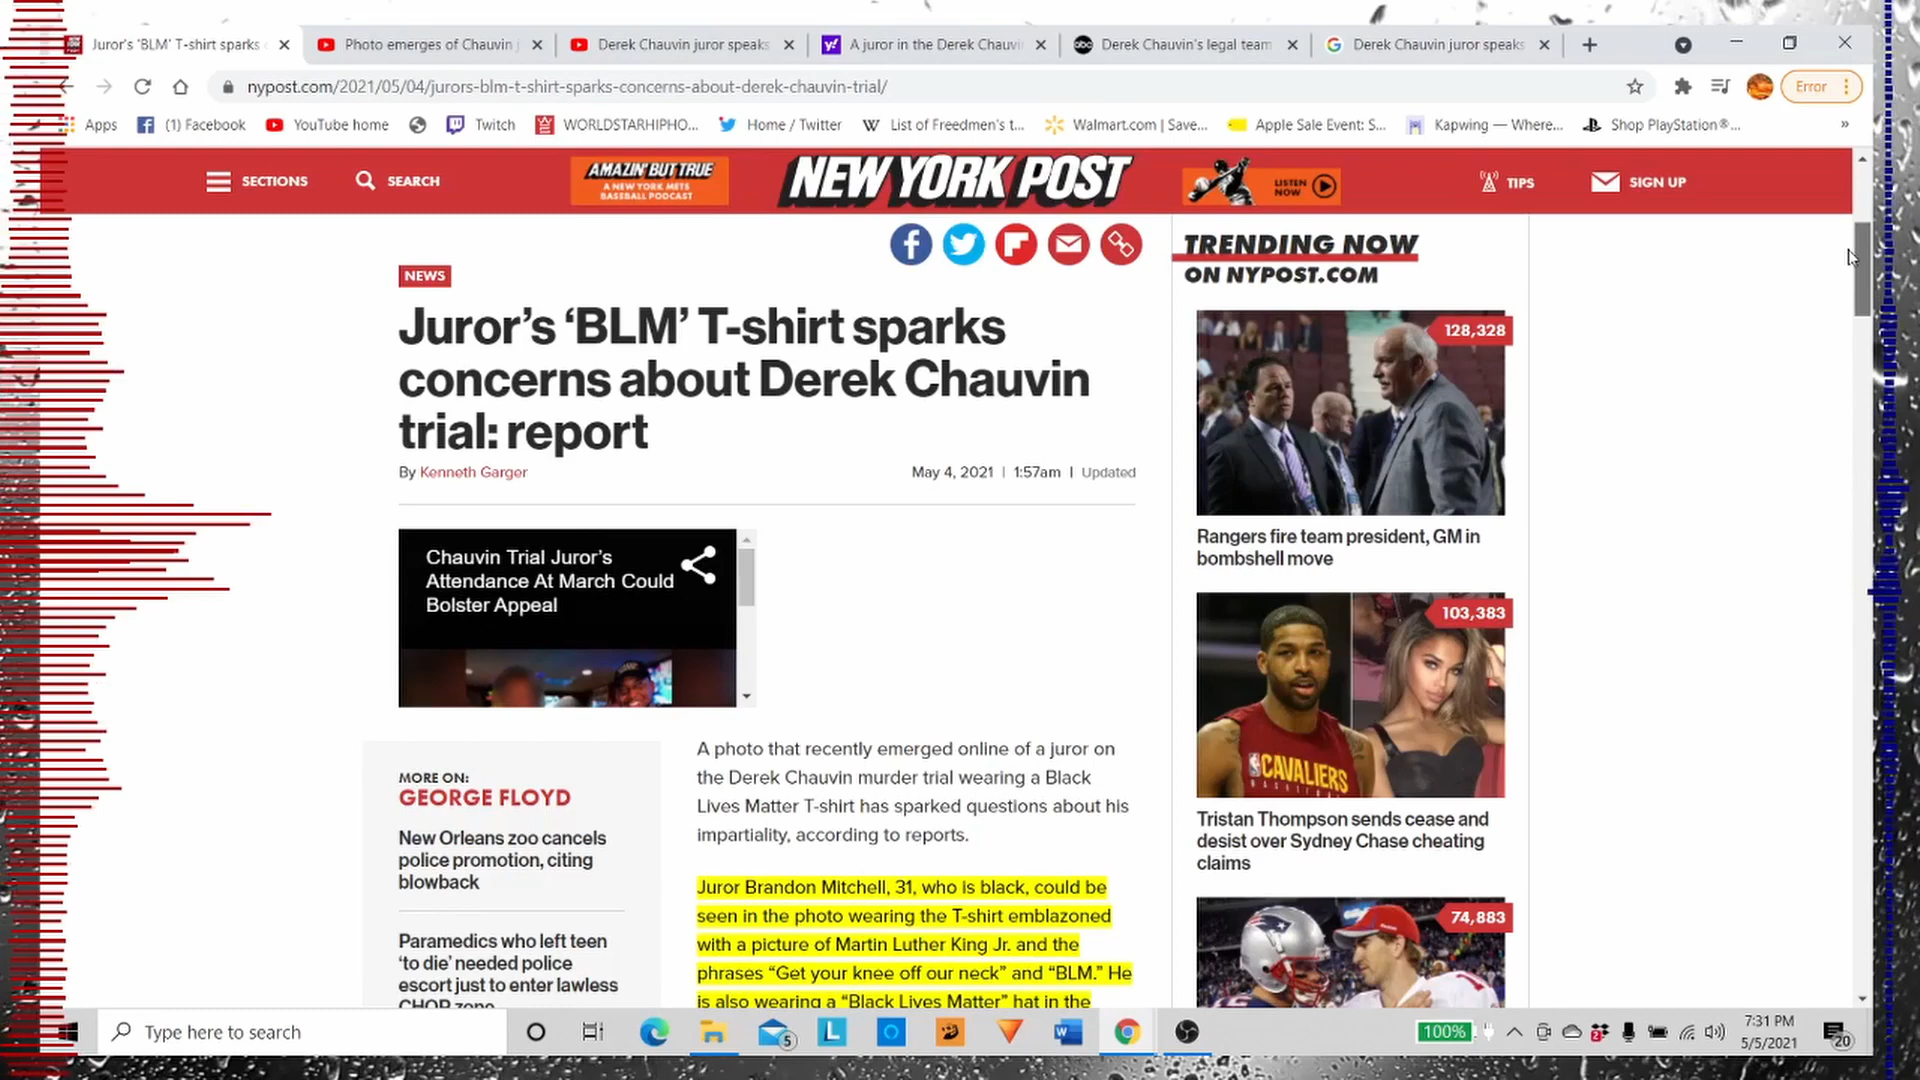 Juror's 'BLM' T-shirt sparks
Photo emerges of Chauvin j
Derek Chauvin juror speaks
A juror in the Derek Chauvi
Derek Chauvin's legal team
Derek Chauvin juror speaks
nypost.com/2021/05/04/jurors-blm-t-shirt-sparks-concerns-about-derek-chauvin-trial/
Error
Apps
(1) Facebook
YouTube home
Twitch
WORLDSTARHIPHO...
Home / Twitter
List of Freedmen's t...
Walmart.com | Save...
Apple Sale Event: S...
Kapwing — Where...
Shop PlayStation®...
»
SECTIONS
SEARCH
AMAZIN' BUT TRUE
A NEW YORK METS
BASEBALL PODCAST
NEW YORK POST
LISTEN
NOW
TIPS
SIGN UP
NEWS
Juror's 'BLM' T-shirt sparks
concerns about Derek Chauvin
trial: report
By Kenneth Garger
May 4, 2021 | 1:57am | Updated
Chauvin Trial Juror's
Attendance At March Could
Bolster Appeal
MORE ON:
GEORGE FLOYD
New Orleans zoo cancels
police promotion, citing
blowback
Paramedics who left teen
'to die' needed police
escort just to enter lawless
CHOP zone
A photo that recently emerged online of a juror on
the Derek Chauvin murder trial wearing a Black
Lives Matter T-shirt has sparked questions about his
impartiality, according to reports.
Juror Brandon Mitchell, 31, who is black, could be
seen in the photo wearing the T-shirt emblazoned
with a picture of Martin Luther King Jr. and the
phrases “Get your knee off our neck” and “BLM.” He
is also wearing a “Black Lives Matter” hat in the
TRENDING NOW
ON NYPOST.COM
128,328
Rangers fire team president, GM in
bombshell move
103,383
CAVALIERS
Tristan Thompson sends cease and
desist over Sydney Chase cheating
claims
74,883
Type here to search
5
L
100%
2
7:31 PM
5/5/2021
20